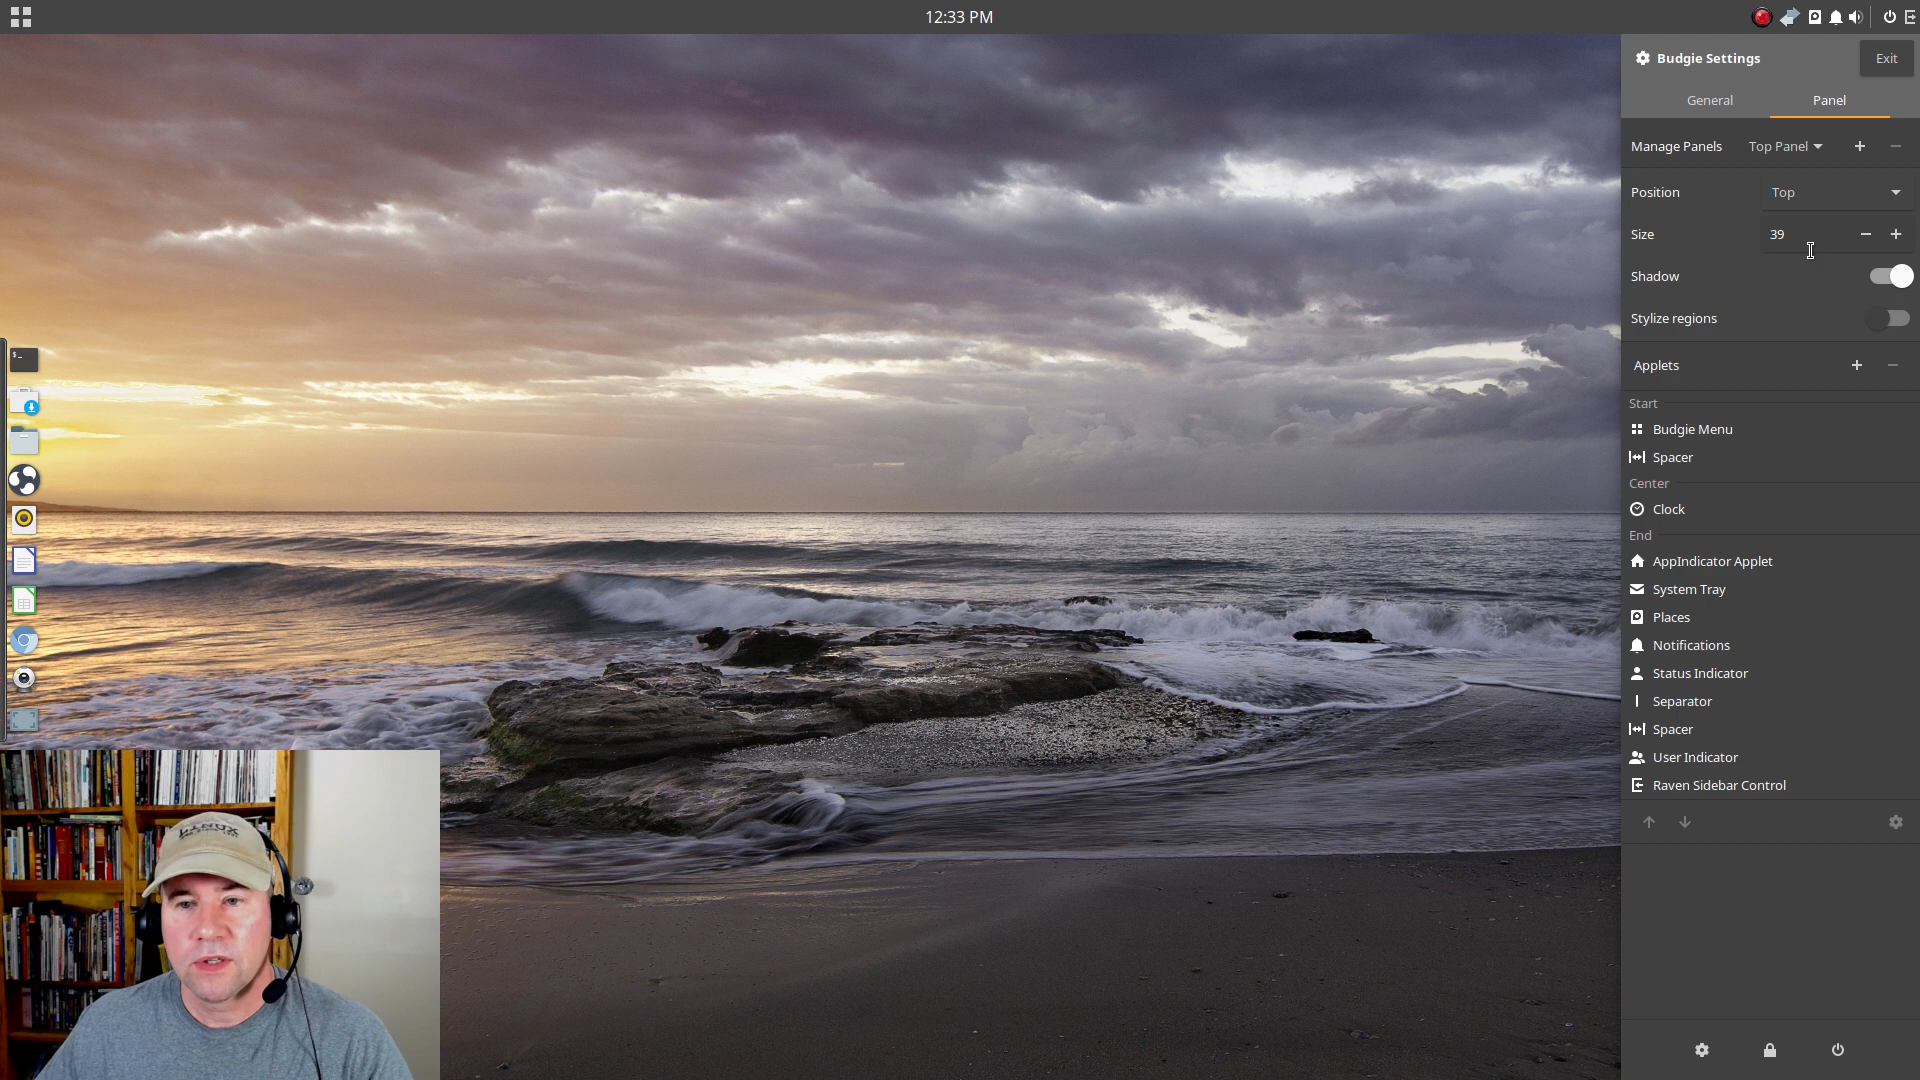 12:33 PM
Budgie Settings
Exit
General
Panel
Manage Panels
Top Panel
Position
Top
Size
39
Shadow
Stylize regions
Applets
Start
Budgie Menu
Spacer
Center
Clock
End
AppIndicator Applet
System Tray
Places
Notifications
Status Indicator
Separator
Spacer
User Indicator
Raven Sidebar Control
$_
LINUX